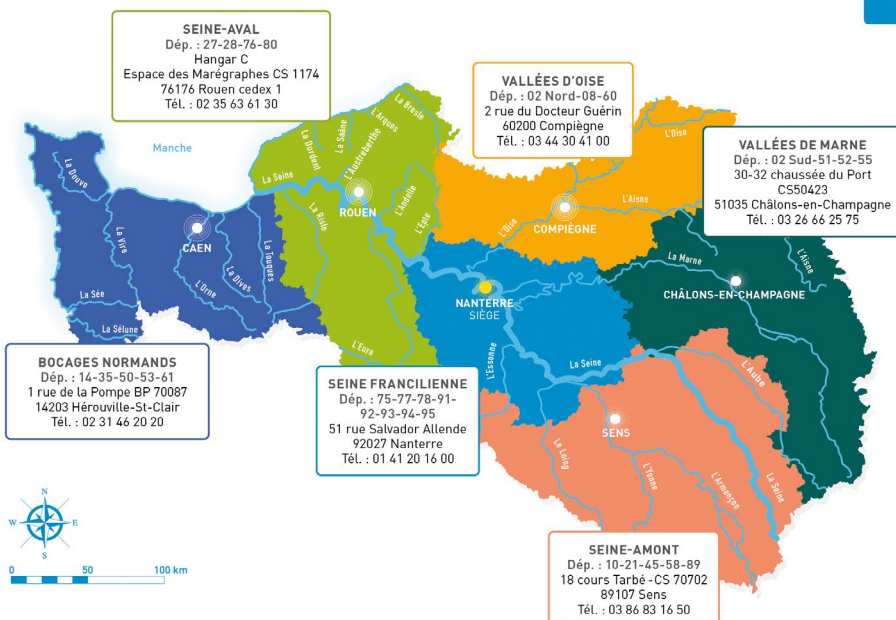 SEINE-AVAL
Dép. : 27-28-76-80
Hangar C
Espace des Marégraphes CS 1174
76176 Rouen cedex 1
Tél. : 02 35 63 61 30
VALLÉES D'OISE
Dép. : 02 Nord-08-60
2 rue du Docteur Guérin
60200 Compiègne
Tél. : 03 44 30 41 00
VALLÉES DE MARNE
Dép. : 02 Sud-51-52-55
30-32 chaussée du Port
CS50423
51035 Châlons-en-Champagne
Tél. : 03 26 66 25 75
Manche
La Douve
La Vire
La Sée
La Sélune
CAEN
L'Orne
La Dives
La Touques
La Seine
La Durdent
La Saâne
L'Austreberthe
L'Arques
La Bresle
ROUEN
La Risle
L'Andelle
L'Epte
L'Eure
L'Oise
L'Aisne
L'Oise
COMPIÈGNE
NANTERRE
SIÈGE
L'Essonne
La Seine
La Marne
L'Aisne
CHÂLONS-EN-CHAMPAGNE
L'Aube
SENS
Le Loing
L'Yonne
L'Armançon
La Seine
BOCAGES NORMANDS
Dép. : 14-35-50-53-61
1 rue de la Pompe BP 70087
14203 Hérouville-St-Clair
Tél. : 02 31 46 20 20
SEINE FRANCILIENNE
Dép. : 75-77-78-91-
92-93-94-95
51 rue Salvador Allende
92027 Nanterre
Tél. : 01 41 20 16 00
SEINE-AMONT
Dép. : 10-21-45-58-89
18 cours Tarbé - CS 70702
89107 Sens
Tél. : 03 86 83 16 50
N
W E
S
0 50 100 km